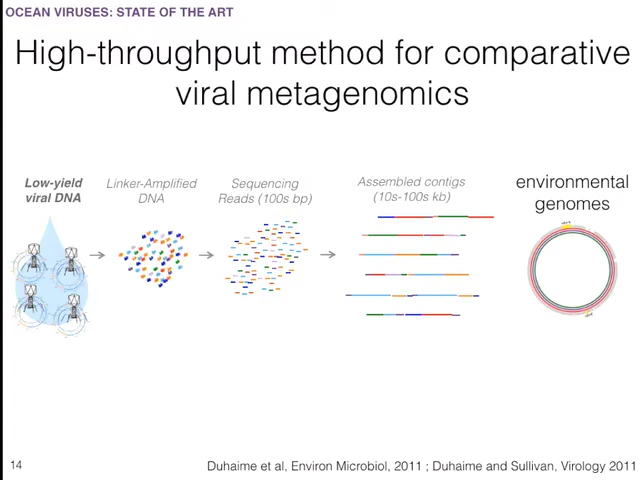 OCEAN VIRUSES: STATE OF THE ART
High-throughput method for comparative
viral metagenomics
Low-yield
viral DNA
Linker-Amplified
DNA
Sequencing
Reads (100s bp)
Assembled contigs
(10s-100s kb)
environmental
genomes
14
Duhaime et al, Environ Microbiol, 2011 ; Duhaime and Sullivan, Virology 2011